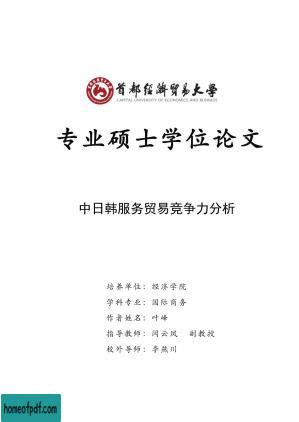 首都经济贸易大学
CAPITAL UNIVERSITY OF ECONOMICS AND BUSINESS
专业硕士学位论文
中日韩服务贸易竞争力分析
培养单位：经济学院
学科专业：国际商务
作者姓名：叶峰
指导教师：闫云凤 副教授
校外导师：李燕川
homeofpdf.com